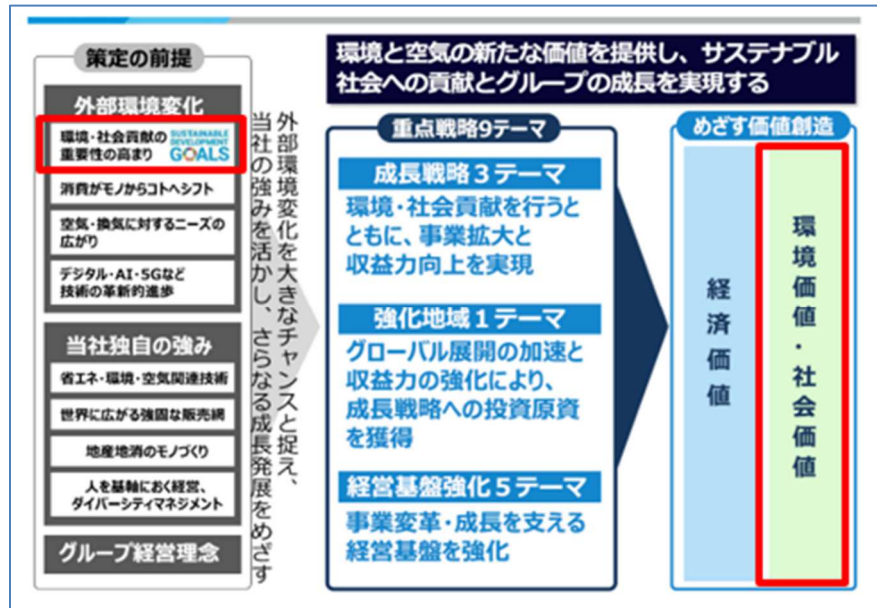 環境と空気の新たな価値を提供し、サステナブル
社会への貢献とグループの成長を実現する
策定の前提
外部環境変化
環境・社会貢献の
重要性の高まり
SUSTAINABLE
DEVELOPMENT
GOALS
消費がモノからコトへシフト
空気・換気に対するニーズの
広がり
デジタル・AI・5Gなど
技術の革新的進歩
当社独自の強み
省エネ・環境・空気関連技術
世界に広がる強固な販売網
地産地消のモノづくり
人を基軸におく経営、
ダイバーシティマネジメント
グループ経営理念
外部環境変化を大きなチャンスと捉え、
当社の強みを活かし、さらなる成長発展をめざす
重点戦略9テーマ
成長戦略3テーマ
環境・社会貢献を行うと
ともに、事業拡大と
収益力向上を実現
強化地域1テーマ
グローバル展開の加速と
収益力の強化により、
成長戦略への投資原資
を獲得
経営基盤強化5テーマ
事業変革・成長を支える
経営基盤を強化
めざす価値創造
経済価値
環境価値・社会価値